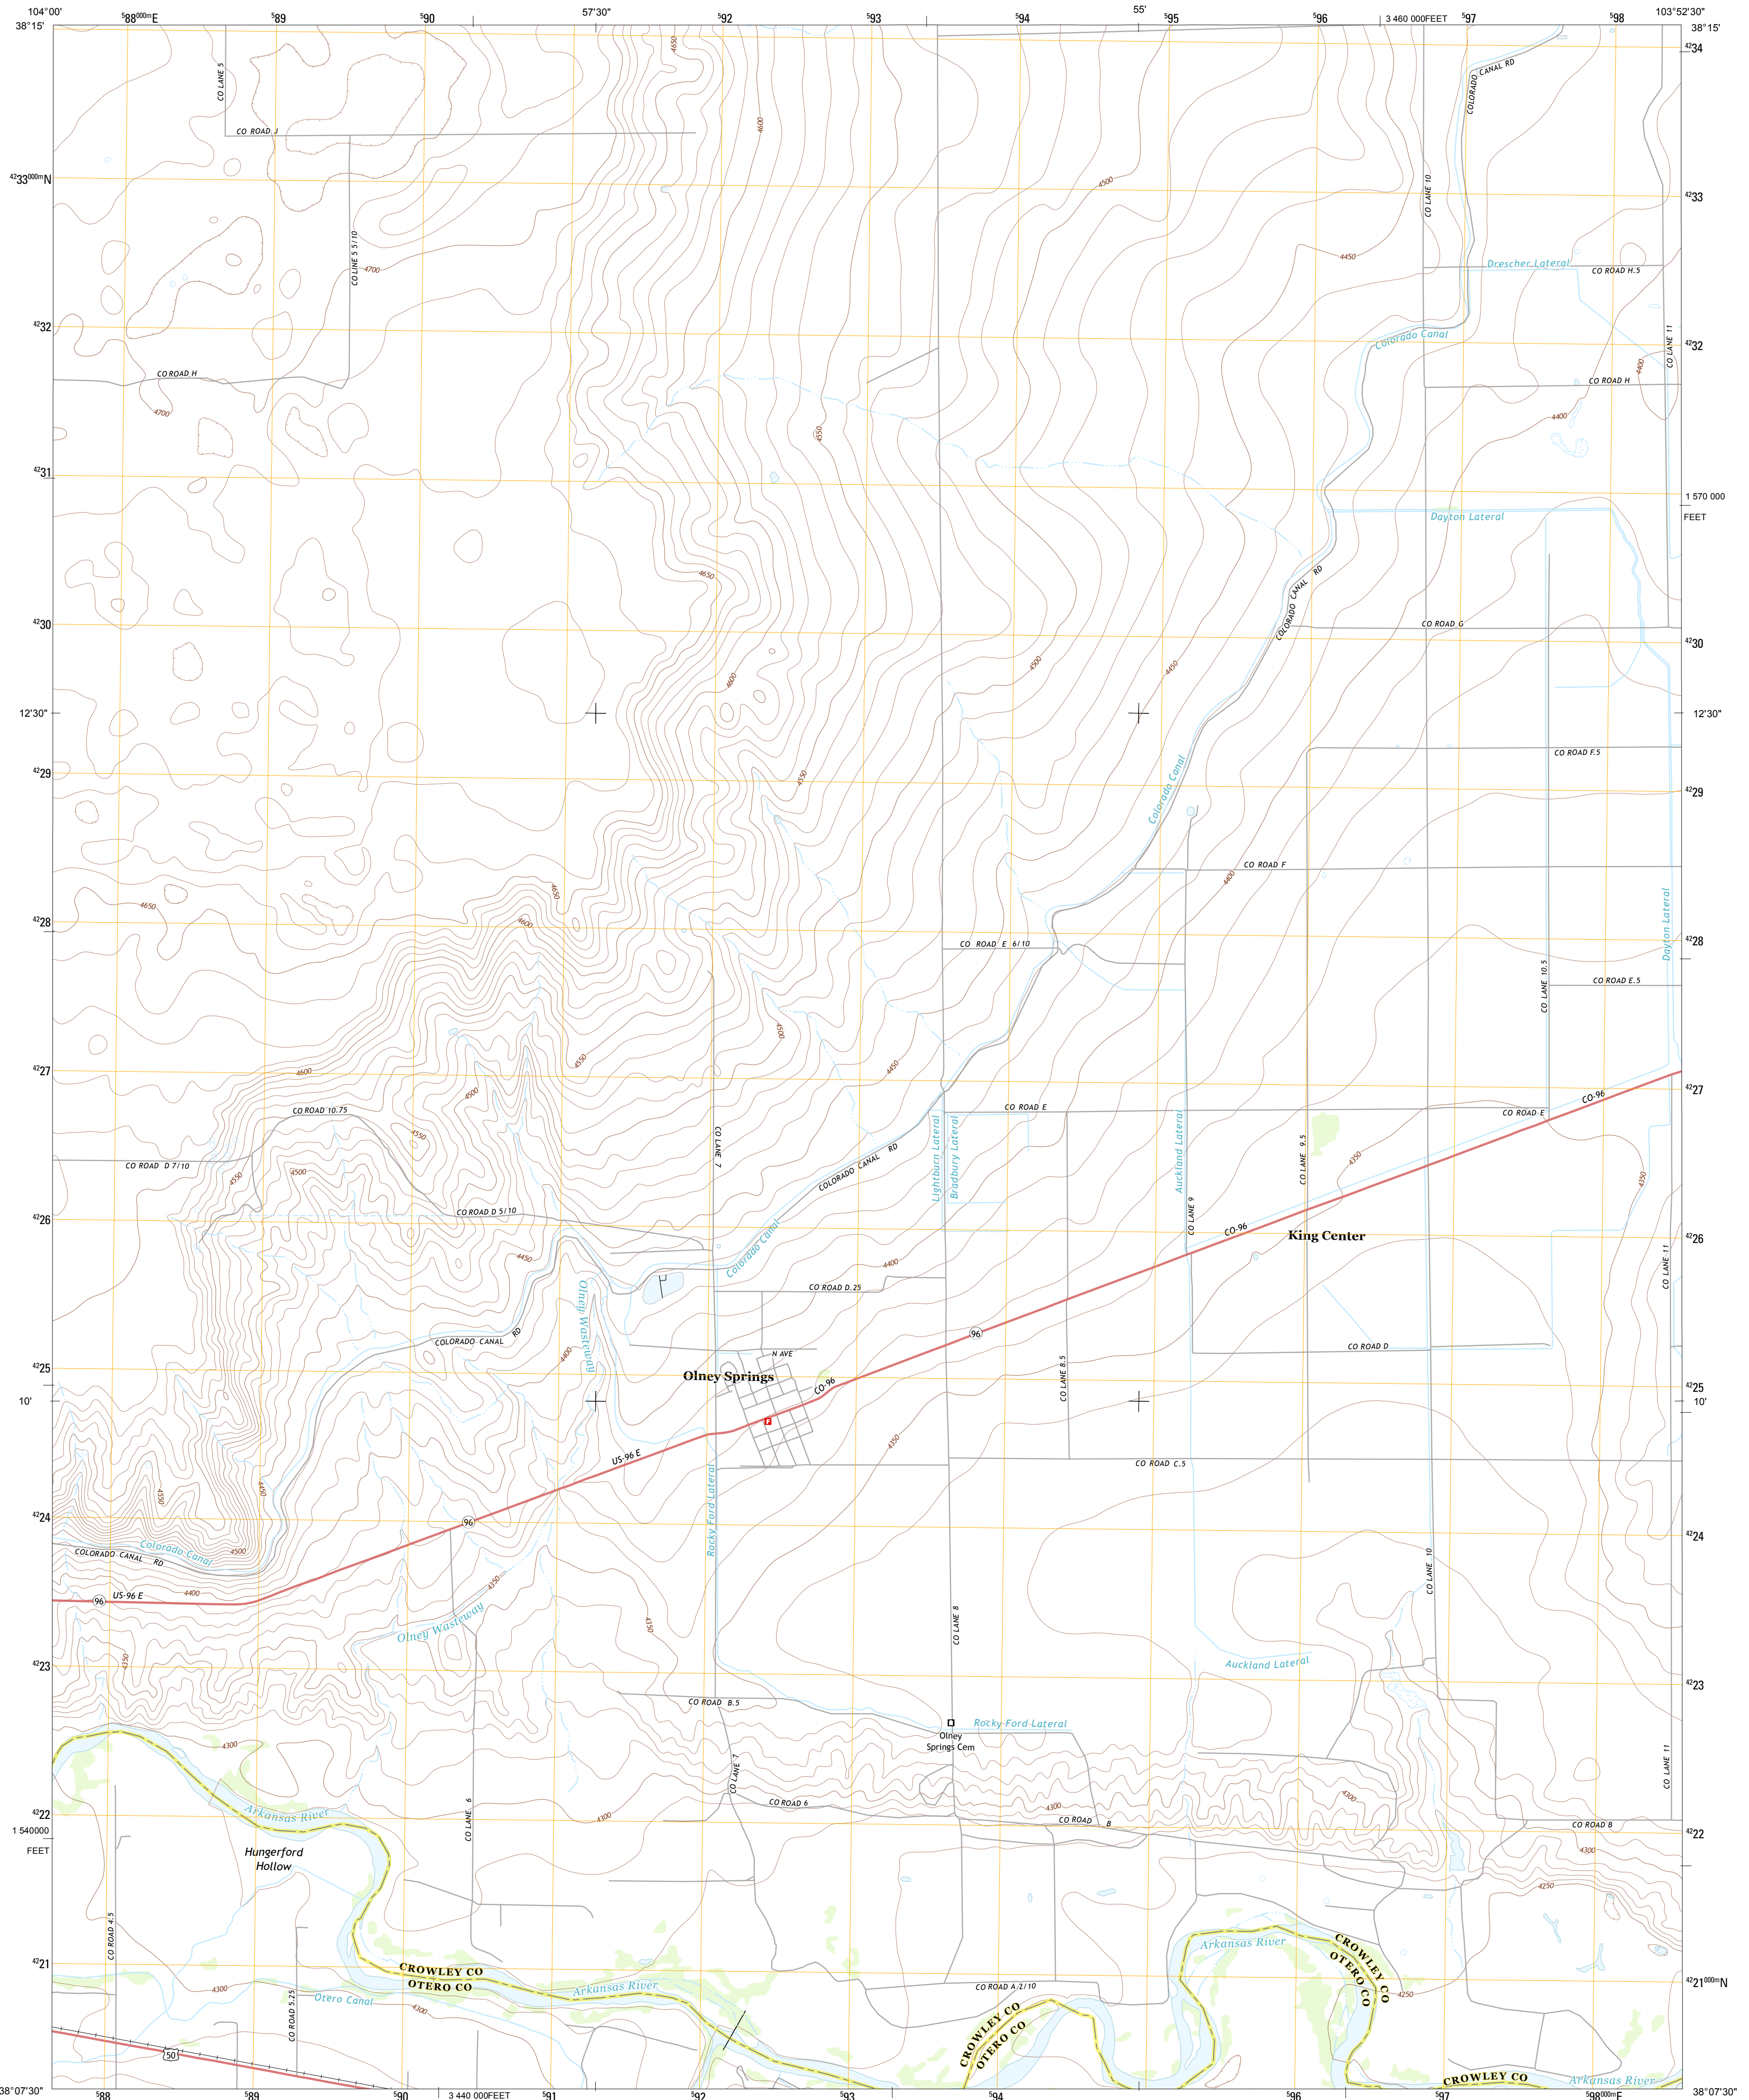 104°00'
⁵88⁰⁰⁰ᵐE
⁵89
⁵90
57'30"
⁵92
⁵93
⁵94
55'
⁵95
⁵96
3 460 000FEET
⁵97
⁵98
103°52'30"
38°15'
38°15'
⁴²34
4650
CO LANE 5
COLORADO CANAL RD
CO ROAD J
4600
⁴²33⁰⁰⁰ᵐN
4500
CO LANE 10
⁴²33
CO LINE 5 5/10
4700
4450
Drescher Lateral
CO ROAD H.5
⁴²32
Colorado Canal
CO LANE 11
⁴²32
CO ROAD H
4400
CO ROAD H
4700
4550
4400
⁴²31
1 570 000
FEET
Dayton Lateral
4650
COLORADO CANAL RD
⁴²30
CO ROAD G
⁴²30
4500
4450
4600
12'30"
12'30"
CO ROAD F.5
⁴²29
4550
Colorado Canal
⁴²29
CO ROAD F
4400
4650
4650
4600
⁴²28
CO ROAD E 6/10
Dayton Lateral
⁴²28
CO LANE 10.5
CO ROAD E.5
4500
4550
4450
⁴²27
4600
4500
⁴²27
CO-96
CO ROAD 10.75
CO ROAD E
CO ROAD E
4550
CO LANE 7
Lightburn Lateral
Bradbury Lateral
Auckland Lateral
CO LANE 9.5
4350
CO ROAD D 7/10
4500
4550
COLORADO CANAL RD
4350
CO ROAD D 5/10
CO LANE 9
⁴²26
CO-96
King Center
⁴²26
4450
Colorado Canal
4400
CO LANE 11
CO ROAD D.25
Olney Wasteway
COLORADO CANAL RD
N AVE
CO ROAD D
4400
CO LANE 8.5
⁴²25
Olney Springs
CO-96
96
⁴²25
10'
10'
4350
US-96 E
CO ROAD C.5
4550
4450
Rocky Ford Lateral
⁴²24
96
⁴²24
Colorado Canal
4500
COLORADO CANAL RD
CO LANE 10
4350
4400
US-96 E
96
Olney Wasteway
4350
CO LANE 8
4350
⁴²23
Auckland Lateral
⁴²23
CO ROAD B.5
Rocky Ford Lateral
Olney
Springs Cem
4300
CO LANE 7
CO LANE 11
4300
CO ROAD 6
4300
⁴²22
Arkansas River
CO LANE 6
4300
CO ROAD B
CO ROAD B
1 540000
FEET
⁴²22
Hungerford
Hollow
4300
4250
CO ROAD 4.5
Arkansas River
⁴²21
CROWLEY CO
OTERO CO
CROWLEY CO
OTERO CO
Arkansas River
CO ROAD A 2/10
⁴²21⁰⁰⁰ᵐN
4300
Otero Canal
4300
CO ROAD 5.25
4250
CROWLEY CO
OTERO CO
50
CROWLEY CO
Arkansas River
38°07'30"
⁵88
⁵89
⁵90
3 440 000FEET
⁵91
⁵92
⁵93
⁵94
⁵96
⁵97
⁵98⁰⁰⁰ᵐE
38°07'30"